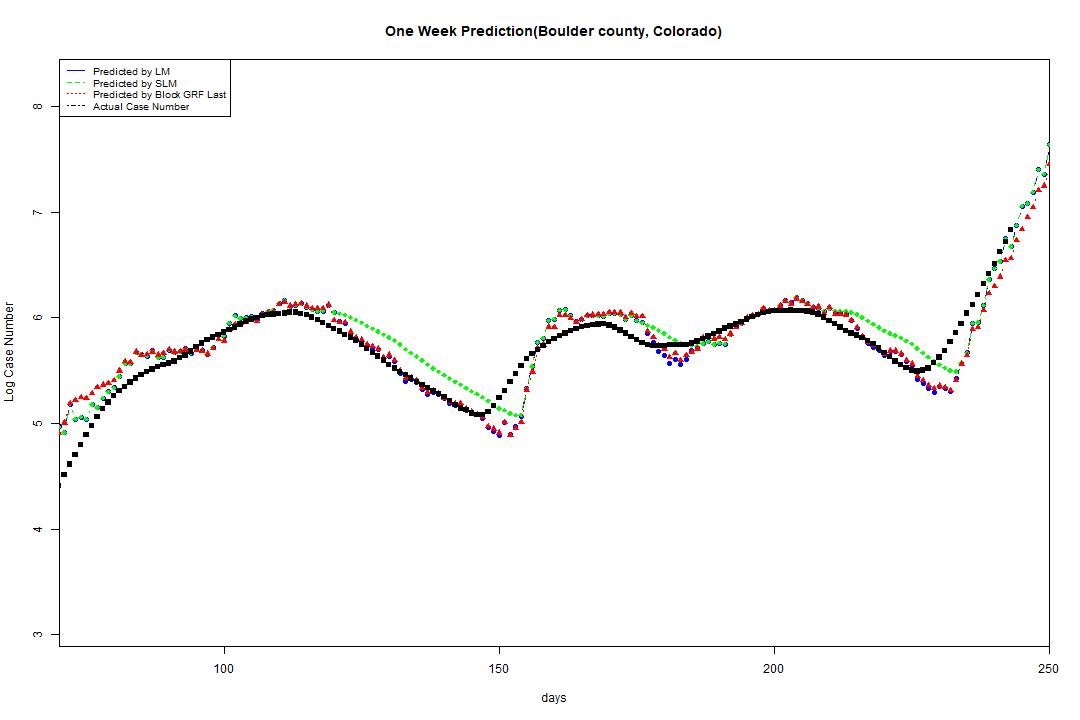 One Week Prediction(Boulder county, Colorado)
Predicted by LM
Predicted by SLM
Predicted by Block GRF Last
Actual Case Number
8
7
6
5
4
3
Log Case Number
100 150 200 250
days